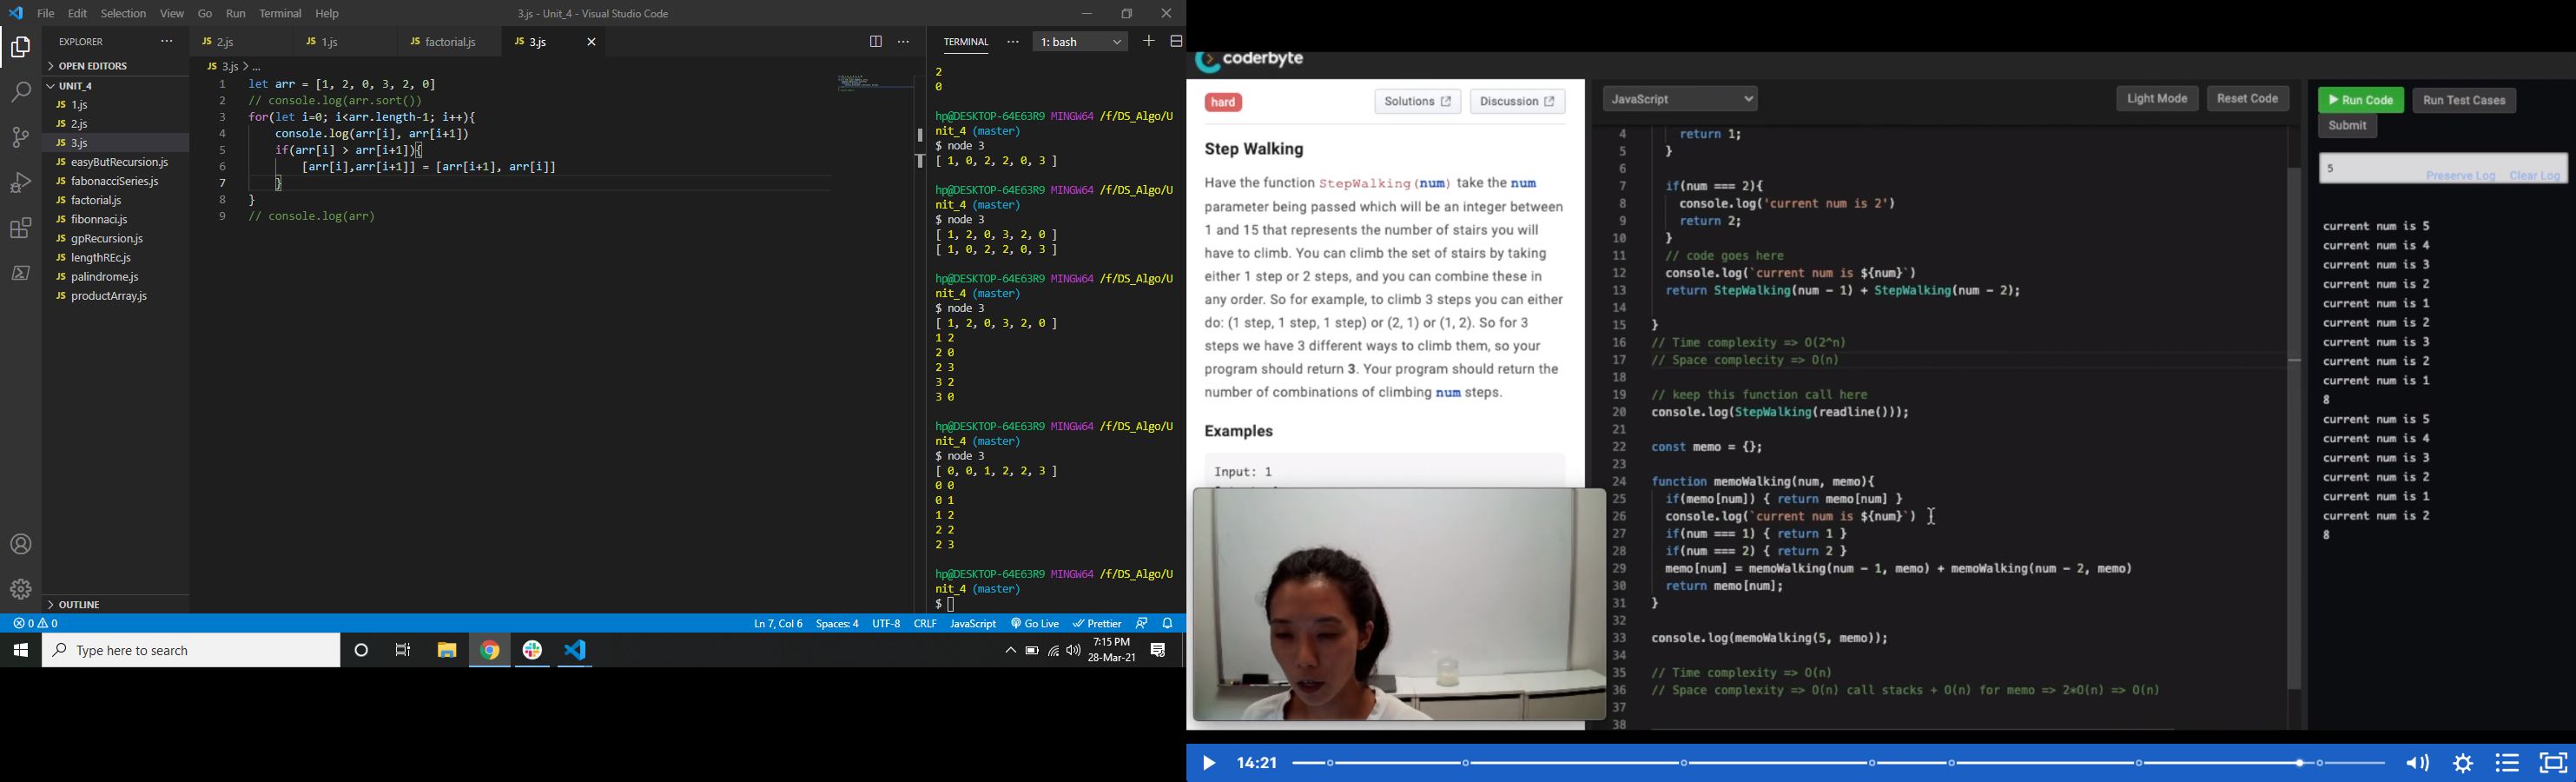 File Edit Selection View Go Run Terminal Help
3.js - Unit_4 - Visual Studio Code
EXPLORER
OPEN EDITORS
UNIT_4
JS 1.js
JS 2.js
JS 3.js
JS easyButRecursion.js
JS fabonacciSeries.js
JS factorial.js
JS fibonnaci.js
JS gpRecursion.js
JS lengthREc.js
JS palindrome.js
JS productArray.js
OUTLINE
JS 2.js JS 1.js JS factorial.js JS 3.js
JS 3.js > ...
1 let arr = [1, 2, 0, 3, 2, 0]
2 // console.log(arr.sort())
3 for(let i=0; i<arr.length-1; i++){
4 console.log(arr[i], arr[i+1])
5 if(arr[i] > arr[i+1]){
6 [arr[i],arr[i+1]] = [arr[i+1], arr[i]]
7 }
8 }
9 // console.log(arr)
TERMINAL 1: bash
2
0
hp@DESKTOP-64E63R9 MINGW64 /f/DS_Algo/U
nit_4 (master)
$ node 3
[ 1, 0, 2, 2, 0, 3 ]
hp@DESKTOP-64E63R9 MINGW64 /f/DS_Algo/U
nit_4 (master)
$ node 3
[ 1, 2, 0, 3, 2, 0 ]
[ 1, 0, 2, 2, 0, 3 ]
hp@DESKTOP-64E63R9 MINGW64 /f/DS_Algo/U
nit_4 (master)
$ node 3
[ 1, 2, 0, 3, 2, 0 ]
1 2
2 0
2 3
3 2
3 0
hp@DESKTOP-64E63R9 MINGW64 /f/DS_Algo/U
nit_4 (master)
$ node 3
[ 0, 0, 1, 2, 2, 3 ]
0 0
0 1
1 2
2 2
2 3
hp@DESKTOP-64E63R9 MINGW64 /f/DS_Algo/U
nit_4 (master)
$
0 0 Ln 7, Col 6 Spaces: 4 UTF-8 CRLF JavaScript Go Live Prettier
Type here to search
7:15 PM
28-Mar-21
coderbyte
hard Solutions Discussion
Step Walking
Have the function StepWalking(num) take the num
parameter being passed which will be an integer between
1 and 15 that represents the number of stairs you will
have to climb. You can climb the set of stairs by taking
either 1 step or 2 steps, and you can combine these in
any order. So for example, to climb 3 steps you can either
do: (1 step, 1 step, 1 step) or (2, 1) or (1, 2). So for 3
steps we have 3 different ways to climb them, so your
program should return 3. Your program should return the
number of combinations of climbing num steps.
Examples
Input: 1
JavaScript Light Mode Reset Code
4 return 1;
5 }
6
7 if(num === 2){
8 console.log('current num is 2')
9 return 2;
10 }
11 // code goes here
12 console.log(`current num is ${num}`)
13 return StepWalking(num - 1) + StepWalking(num - 2);
14
15 }
16 // Time complexity => O(2^n)
17 // Space complecity => O(n)
18
19 // keep this function call here
20 console.log(StepWalking(readline()));
21
22 const memo = {};
23
24 function memoWalking(num, memo){
25 if(memo[num]) { return memo[num] }
26 console.log(`current num is ${num}`)
27 if(num === 1) { return 1 }
28 if(num === 2) { return 2 }
29 memo[num] = memoWalking(num - 1, memo) + memoWalking(num - 2, memo)
30 return memo[num];
31 }
32
33 console.log(memoWalking(5, memo));
34
35 // Time complexity => O(n)
36 // Space complexity => O(n) call stacks + O(n) for memo => 2*O(n) => O(n)
37
38
Run Code Run Test Cases
Submit
5
Preserve Log Clear Log
current num is 5
current num is 4
current num is 3
current num is 2
current num is 1
current num is 2
current num is 3
current num is 2
current num is 1
8
current num is 5
current num is 4
current num is 3
current num is 2
current num is 1
current num is 2
8
14:21